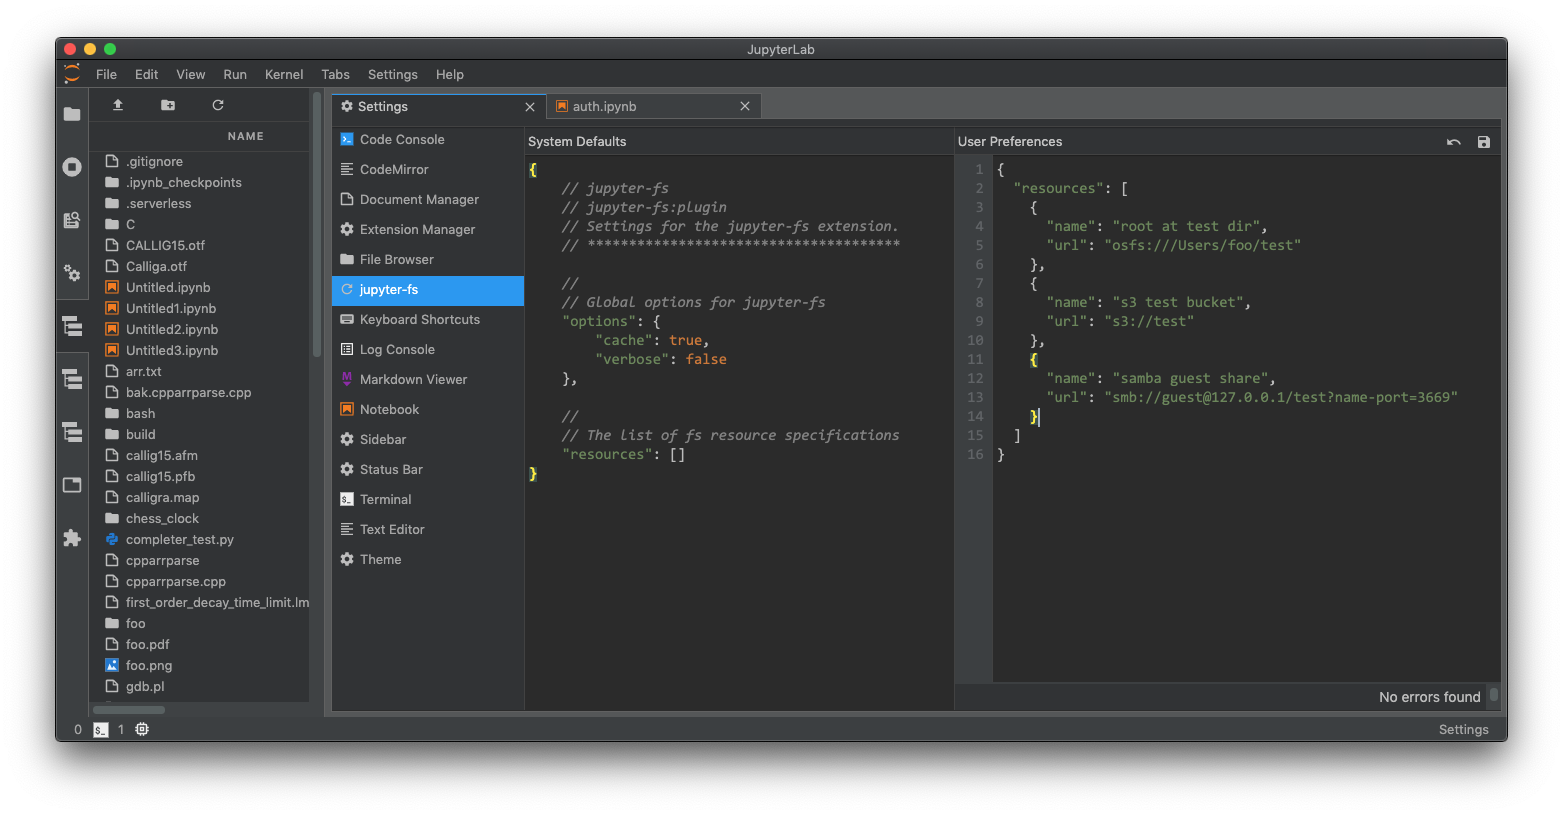 JupyterLab
File Edit View Run Kernel Tabs Settings Help
NAME
.gitignore
.ipynb_checkpoints
.serverless
C
CALLIG15.otf
Calliga.otf
Untitled.ipynb
Untitled1.ipynb
Untitled2.ipynb
Untitled3.ipynb
arr.txt
bak.cpparrparse.cpp
bash
build
callig15.afm
callig15.pfb
calligra.map
chess_clock
completer_test.py
cpparrparse
cpparrparse.cpp
first_order_decay_time_limit.lm
foo
foo.pdf
foo.png
gdb.pl
Settings
auth.ipynb
Code Console
CodeMirror
Document Manager
Extension Manager
File Browser
jupyter-fs
Keyboard Shortcuts
Log Console
M Markdown Viewer
Notebook
Sidebar
Status Bar
$_ Terminal
Text Editor
Theme
System Defaults
{
    // jupyter-fs
    // jupyter-fs:plugin
    // Settings for the jupyter-fs extension.
    // **************************************
    //
    // Global options for jupyter-fs
    "options": {
        "cache": true,
        "verbose": false
    },
    //
    // The list of fs resource specifications
    "resources": []
}
User Preferences
1 {
2   "resources": [
3     {
4       "name": "root at test dir",
5       "url": "osfs:///Users/foo/test"
6     },
7     {
8       "name": "s3 test bucket",
9       "url": "s3://test"
10     },
11     {
12       "name": "samba guest share",
13       "url": "smb://guest@127.0.0.1/test?name-port=3669"
14     }
15   ]
16 }
No errors found
0 $_ 1
Settings